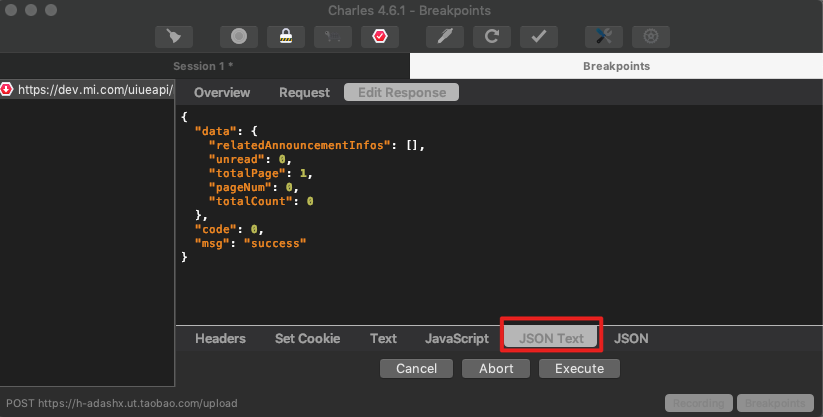 Charles 4.6.1 - Breakpoints
Session 1 *
Breakpoints
https://dev.mi.com/uiueapi/
Overview Request Edit Response
{
"data": {
"relatedAnnouncementInfos": [],
"unread": 0,
"totalPage": 1,
"pageNum": 0,
"totalCount": 0
},
"code": 0,
"msg": "success"
}
Headers Set Cookie Text JavaScript JSON Text JSON
Cancel Abort Execute
POST https://h-adashx.ut.taobao.com/upload
Recording Breakpoints